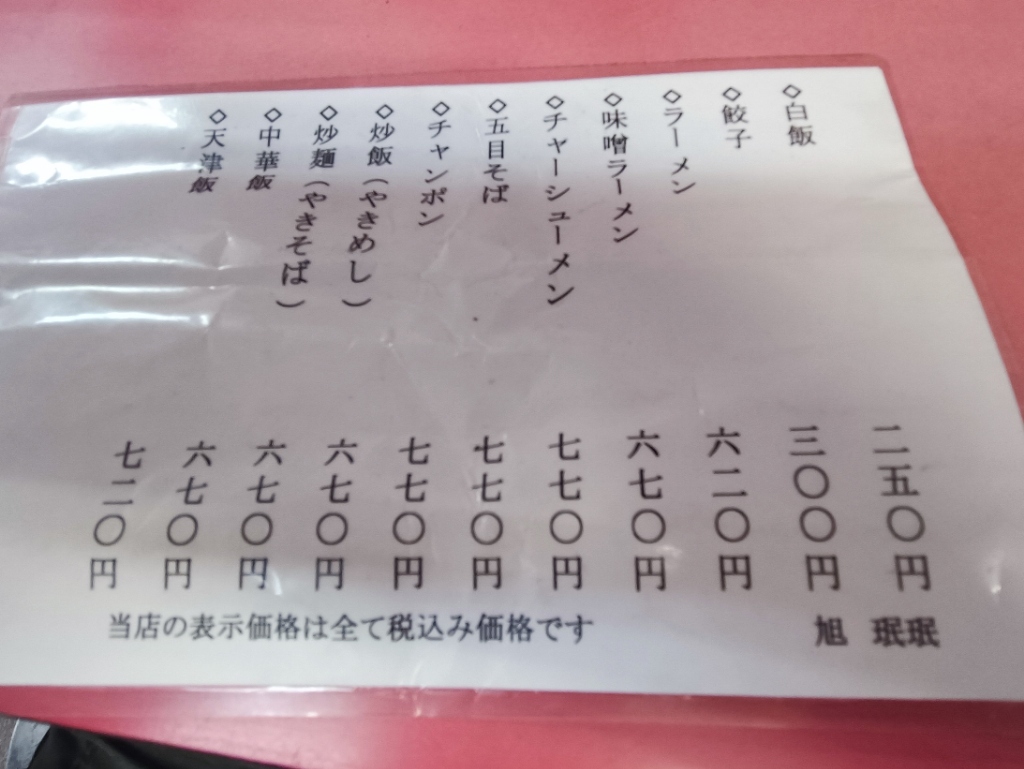 ◇白飯 二五〇円
◇餃子 三〇〇円
◇ラーメン 六二〇円
◇味噌ラーメン 六七〇円
◇チャーシューメン 七七〇円
◇五目そば 七七〇円
◇チャンポン 七七〇円
◇炒飯(やきめし) 六七〇円
◇炒麺(やきそば) 六七〇円
◇中華飯 六七〇円
◇天津飯 七二〇円
当店の表示価格は全て税込み価格です
旭 珉珉